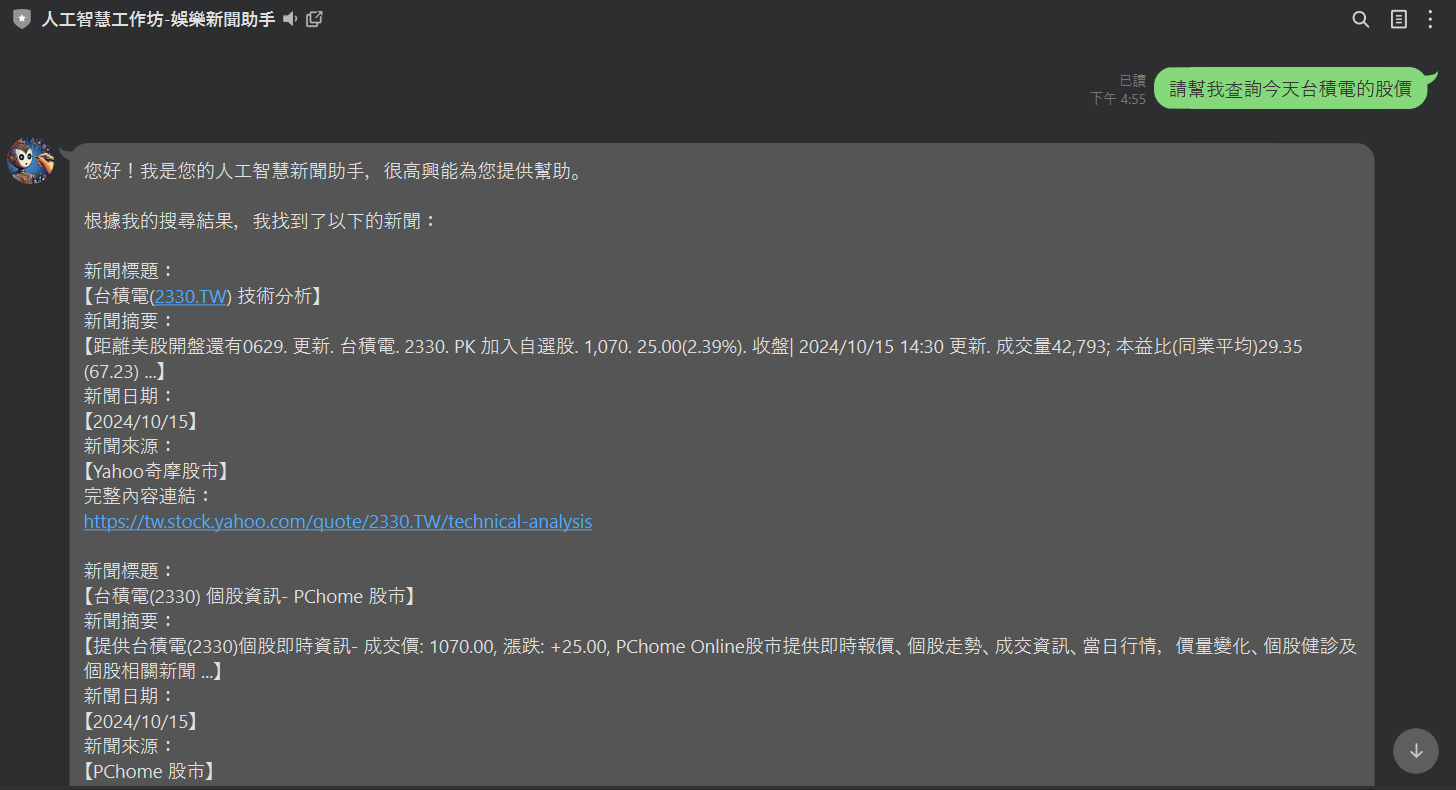 人工智慧工作坊-娛樂新聞助手
已讀
下午 4:55
請幫我查詢今天台積電的股價
您好！我是您的人工智慧新聞助手，很高興能為您提供幫助。
根據我的搜尋結果，我找到了以下的新聞：
新聞標題：
【台積電(2330.TW) 技術分析】
新聞摘要：
【距離美股開盤還有0629. 更新. 台積電. 2330. PK 加入自選股. 1,070. 25.00(2.39%). 收盤| 2024/10/15 14:30 更新. 成交量42,793; 本益比(同業平均)29.35
(67.23) ...】
新聞日期：
【2024/10/15】
新聞來源：
【Yahoo奇摩股市】
完整內容連結：
https://tw.stock.yahoo.com/quote/2330.TW/technical-analysis
新聞標題：
【台積電(2330) 個股資訊- PChome 股市】
新聞摘要：
【提供台積電(2330)個股即時資訊- 成交價: 1070.00, 漲跌: +25.00, PChome Online股市提供即時報價、個股走勢、成交資訊、當日行情，價量變化、個股健診及
個股相關新聞 ...】
新聞日期：
【2024/10/15】
新聞來源：
【PChome 股市】